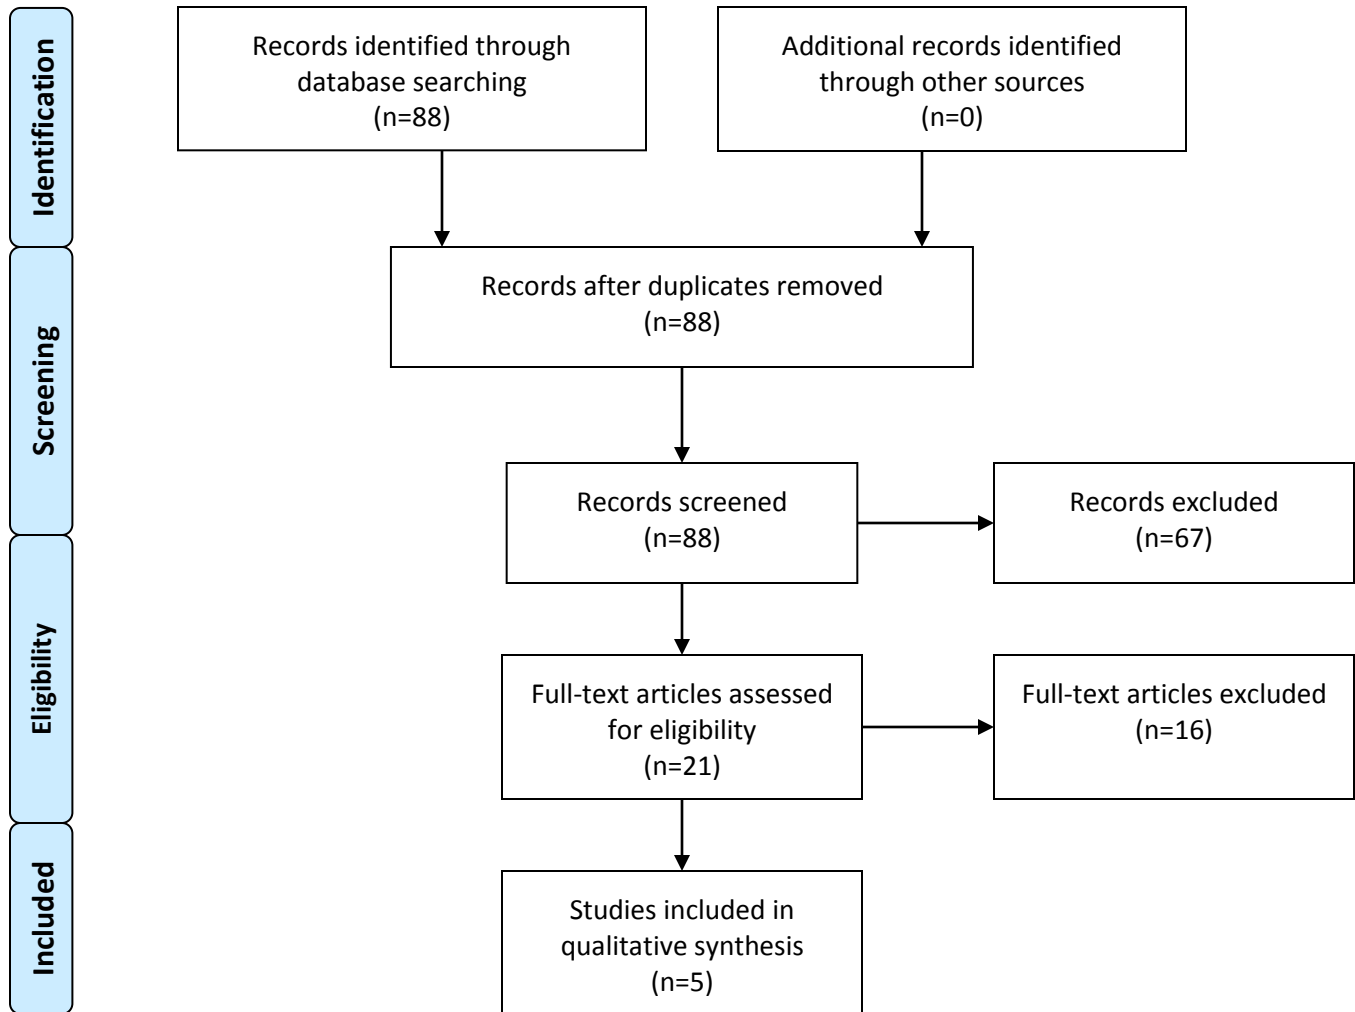 Identification
Records identified through
database searching
(n=88)
Additional records identified
through other sources
(n=0)
Screening
Records after duplicates removed
(n=88)
Records screened
(n=88)
Records excluded
(n=67)
Eligibility
Full-text articles assessed
for eligibility
(n=21)
Full-text articles excluded
(n=16)
Included
Studies included in
qualitative synthesis
(n=5)